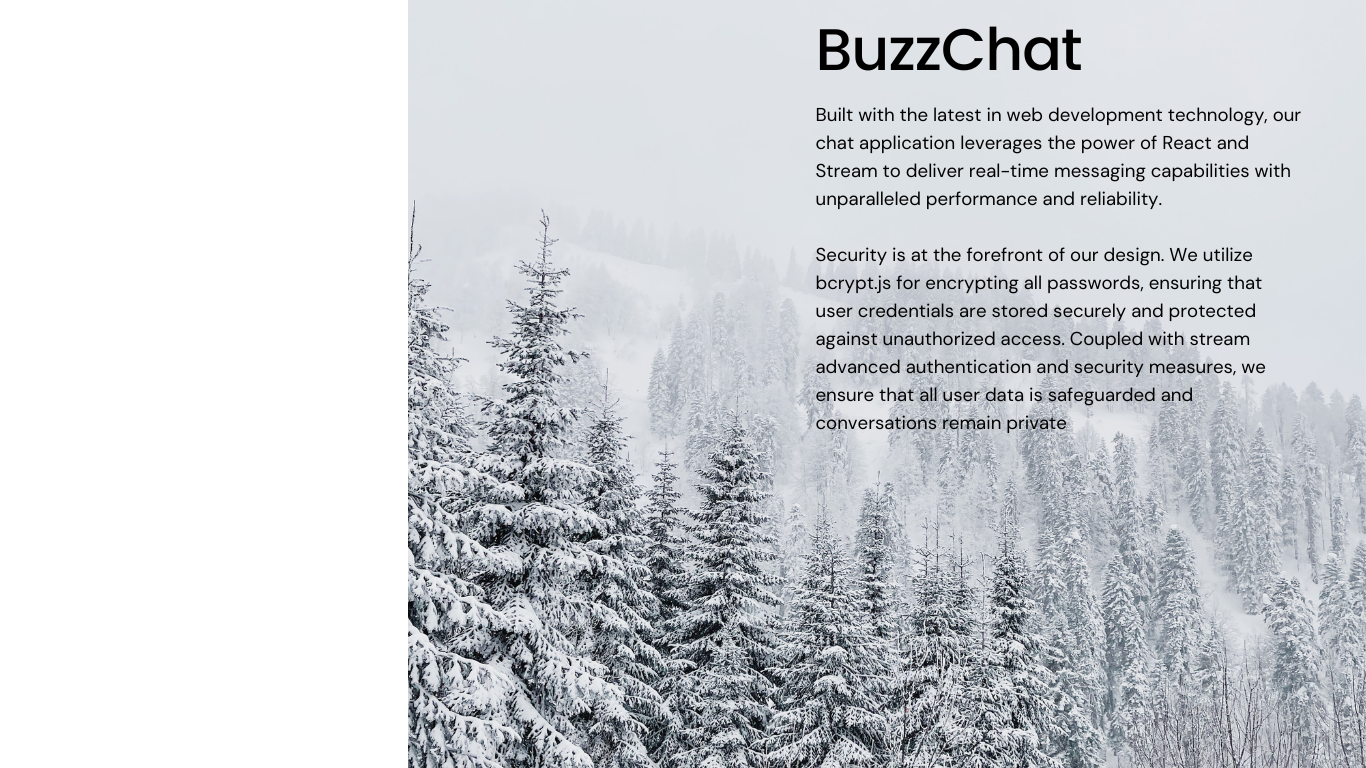 BuzzChat
Built with the latest in web development technology, our
chat application leverages the power of React and
Stream to deliver real-time messaging capabilities with
unparalleled performance and reliability.
Security is at the forefront of our design. We utilize
bcrypt.js for encrypting all passwords, ensuring that
user credentials are stored securely and protected
against unauthorized access. Coupled with stream
advanced authentication and security measures, we
ensure that all user data is safeguarded and
conversations remain private